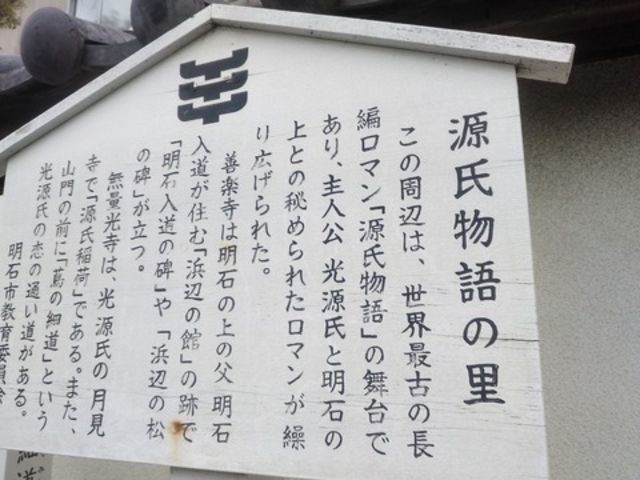 源氏物語の里
この周辺は、世界最古の長
編ロマン「源氏物語」の舞台で
あり、主人公 光源氏と明石の
上との秘められたロマンが繰
り広げられた。
善楽寺は明石の上の父 明石
入道が住む「浜辺の館」の跡で
「明石入道の碑」や「浜辺の松
の碑」が立つ。
無量光寺は、光源氏の月見
寺で「源氏稲荷」である。また、
山門の前に「蔦の細道」という
光源氏の恋の通い道がある。
明石市教育委員会